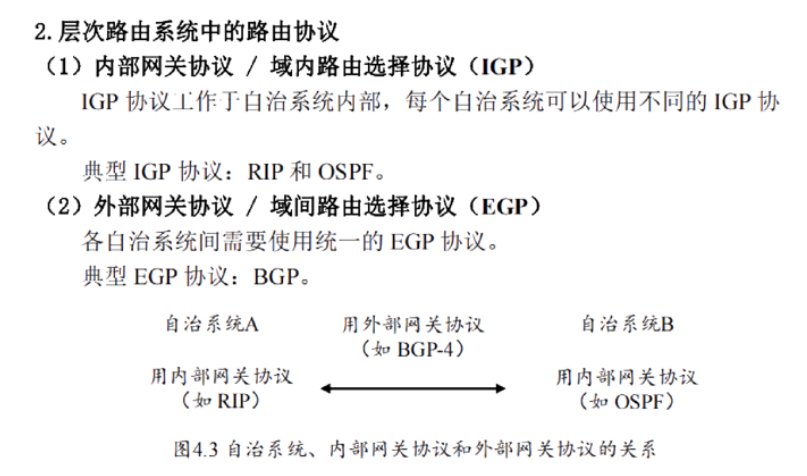 2.层次路由系统中的路由协议
（1）内部网关协议 / 域内路由选择协议（IGP）
IGP 协议工作于自治系统内部，每个自治系统可以使用不同的 IGP 协
议。
典型 IGP 协议：RIP 和 OSPF。
（2）外部网关协议 / 域间路由选择协议（EGP）
各自治系统间需要使用统一的 EGP 协议。
典型 EGP 协议：BGP。
自治系统A 用外部网关协议 自治系统B
（如 BGP-4）
用内部网关协议 用内部网关协议
（如 RIP） （如 OSPF）
图4.3 自治系统、内部网关协议和外部网关协议的关系